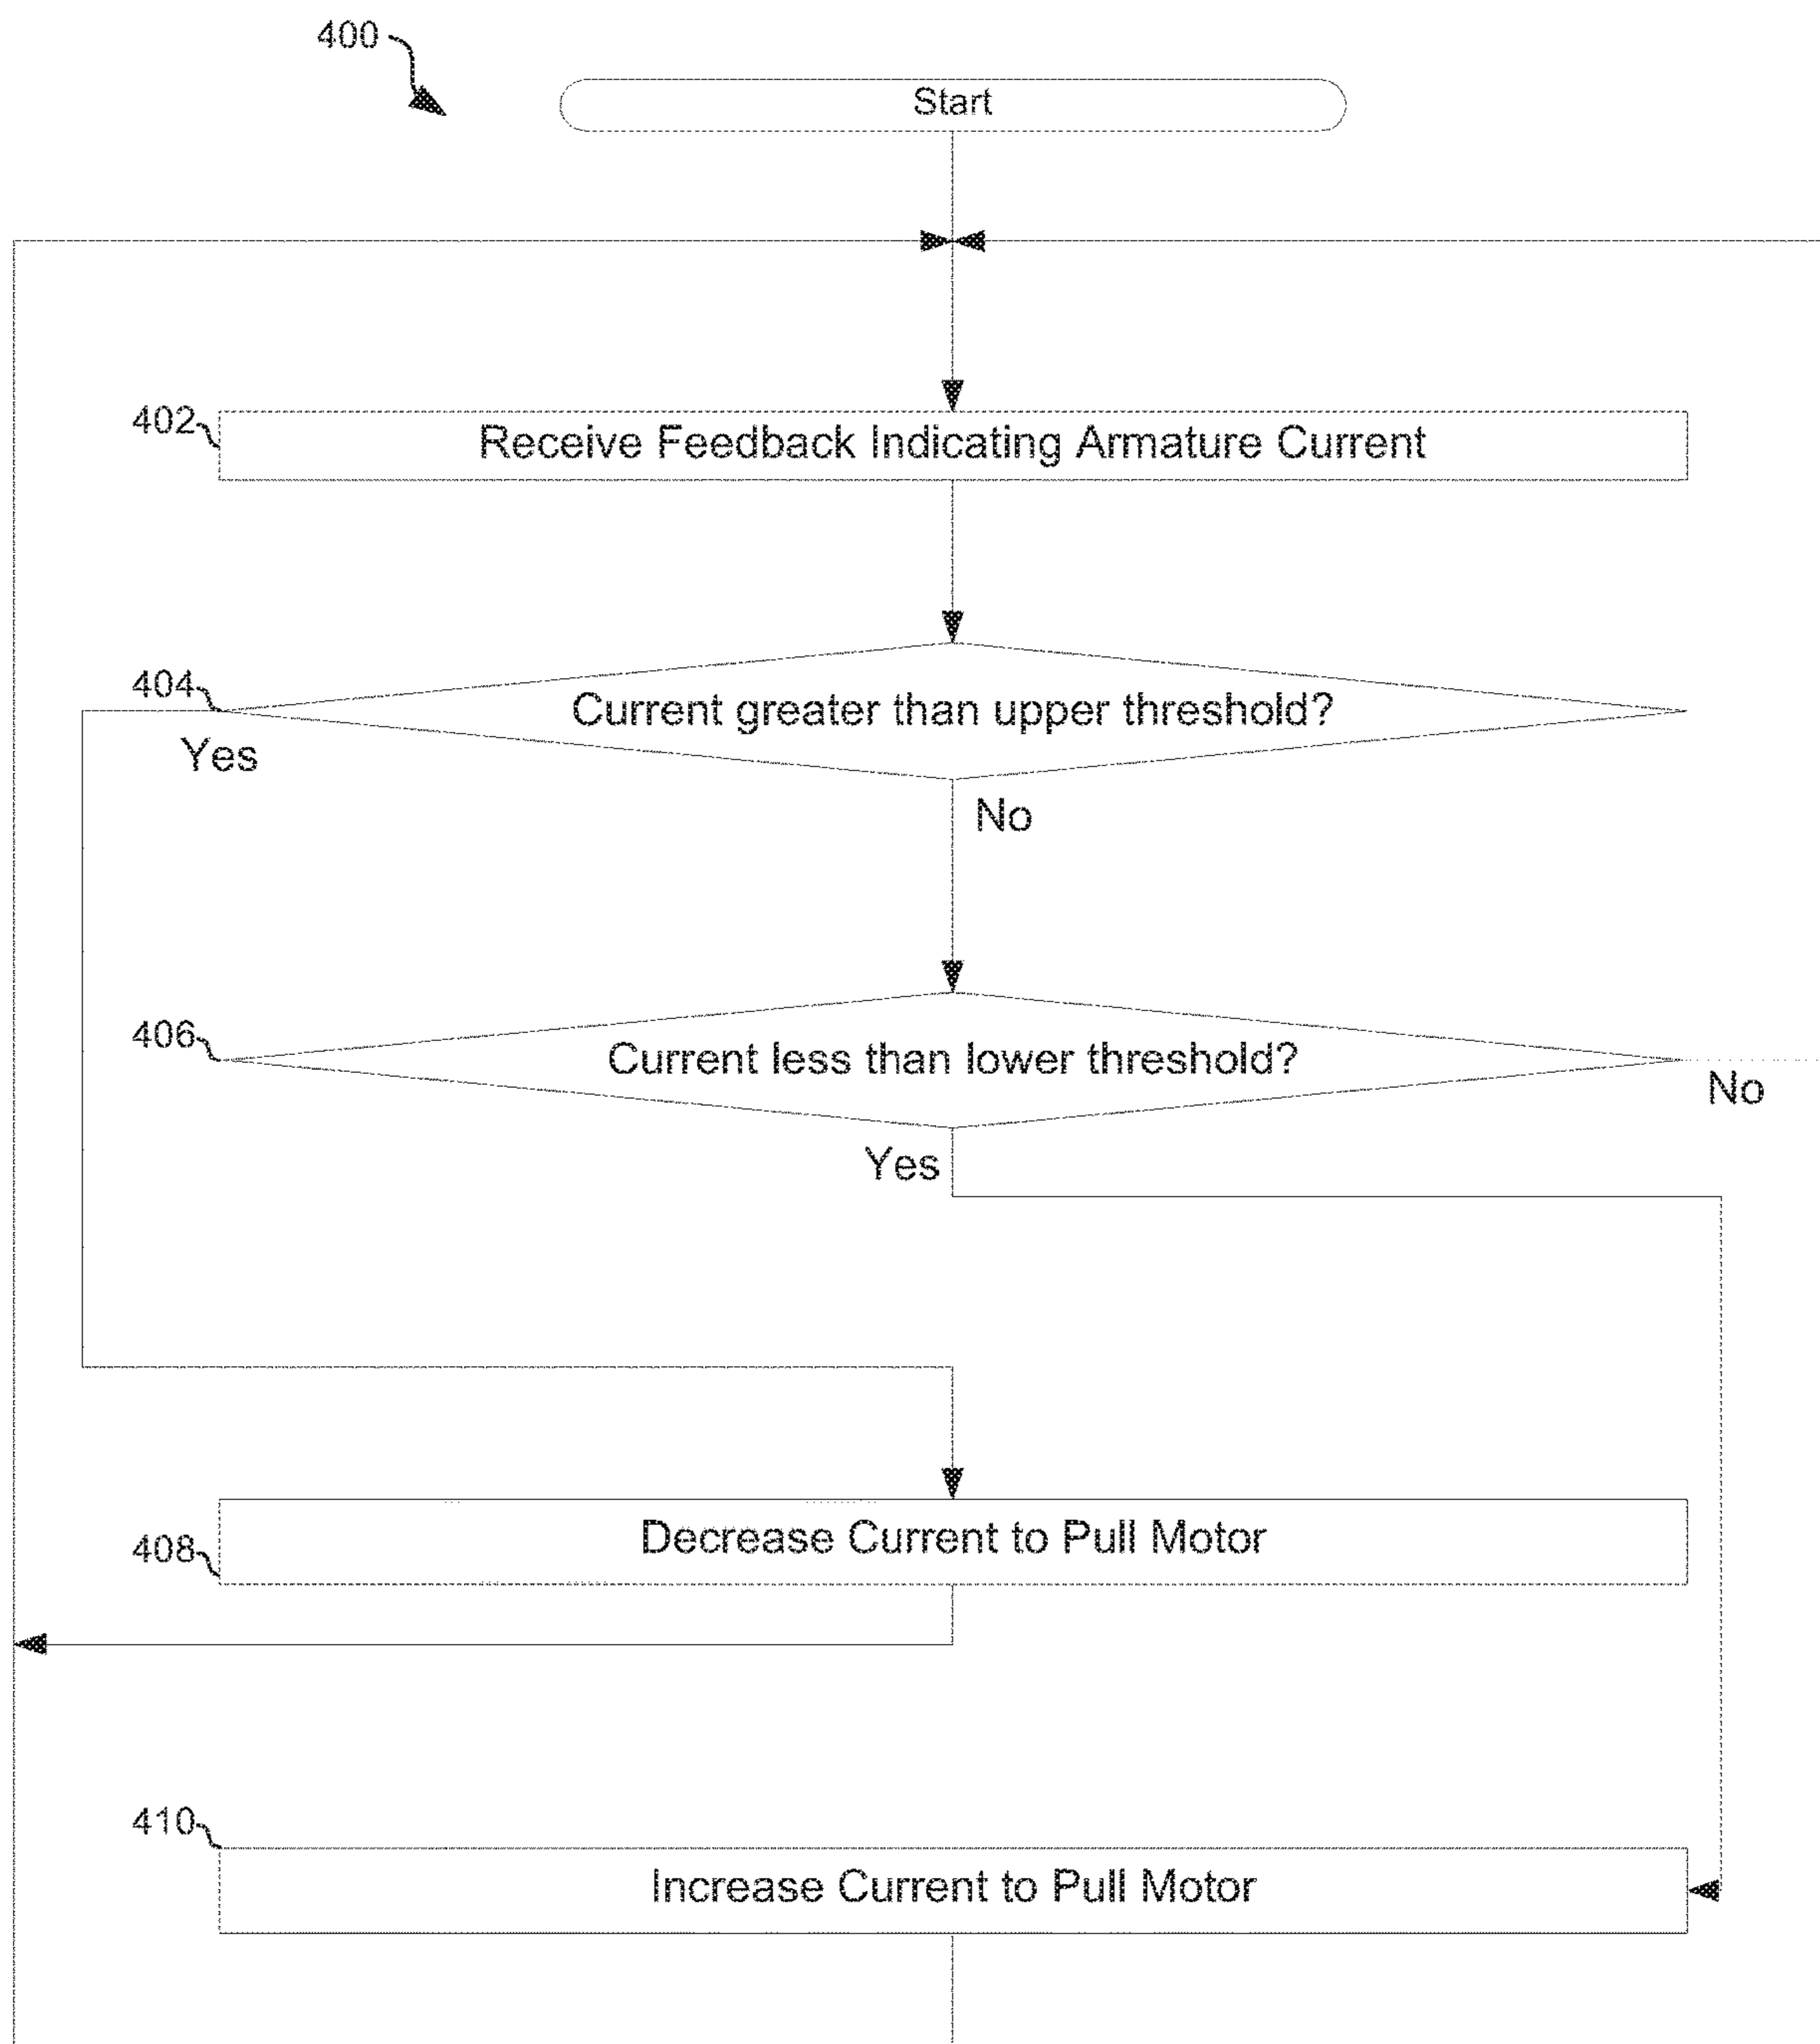 400
Start
402
Receive Feedback Indicating Armature Current
404
Current greater than upper threshold?
Yes
No
406
Current less than lower threshold?
No
Yes
408
Decrease Current to Pull Motor
410
Increase Current to Pull Motor